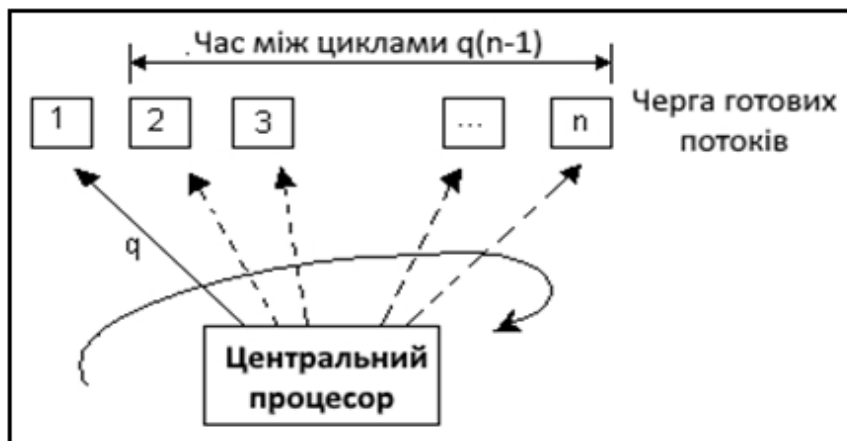 .Час між циклами q(n-1)
1
2
3
...
n
Черга готових
потоків
q
Центральний
процесор